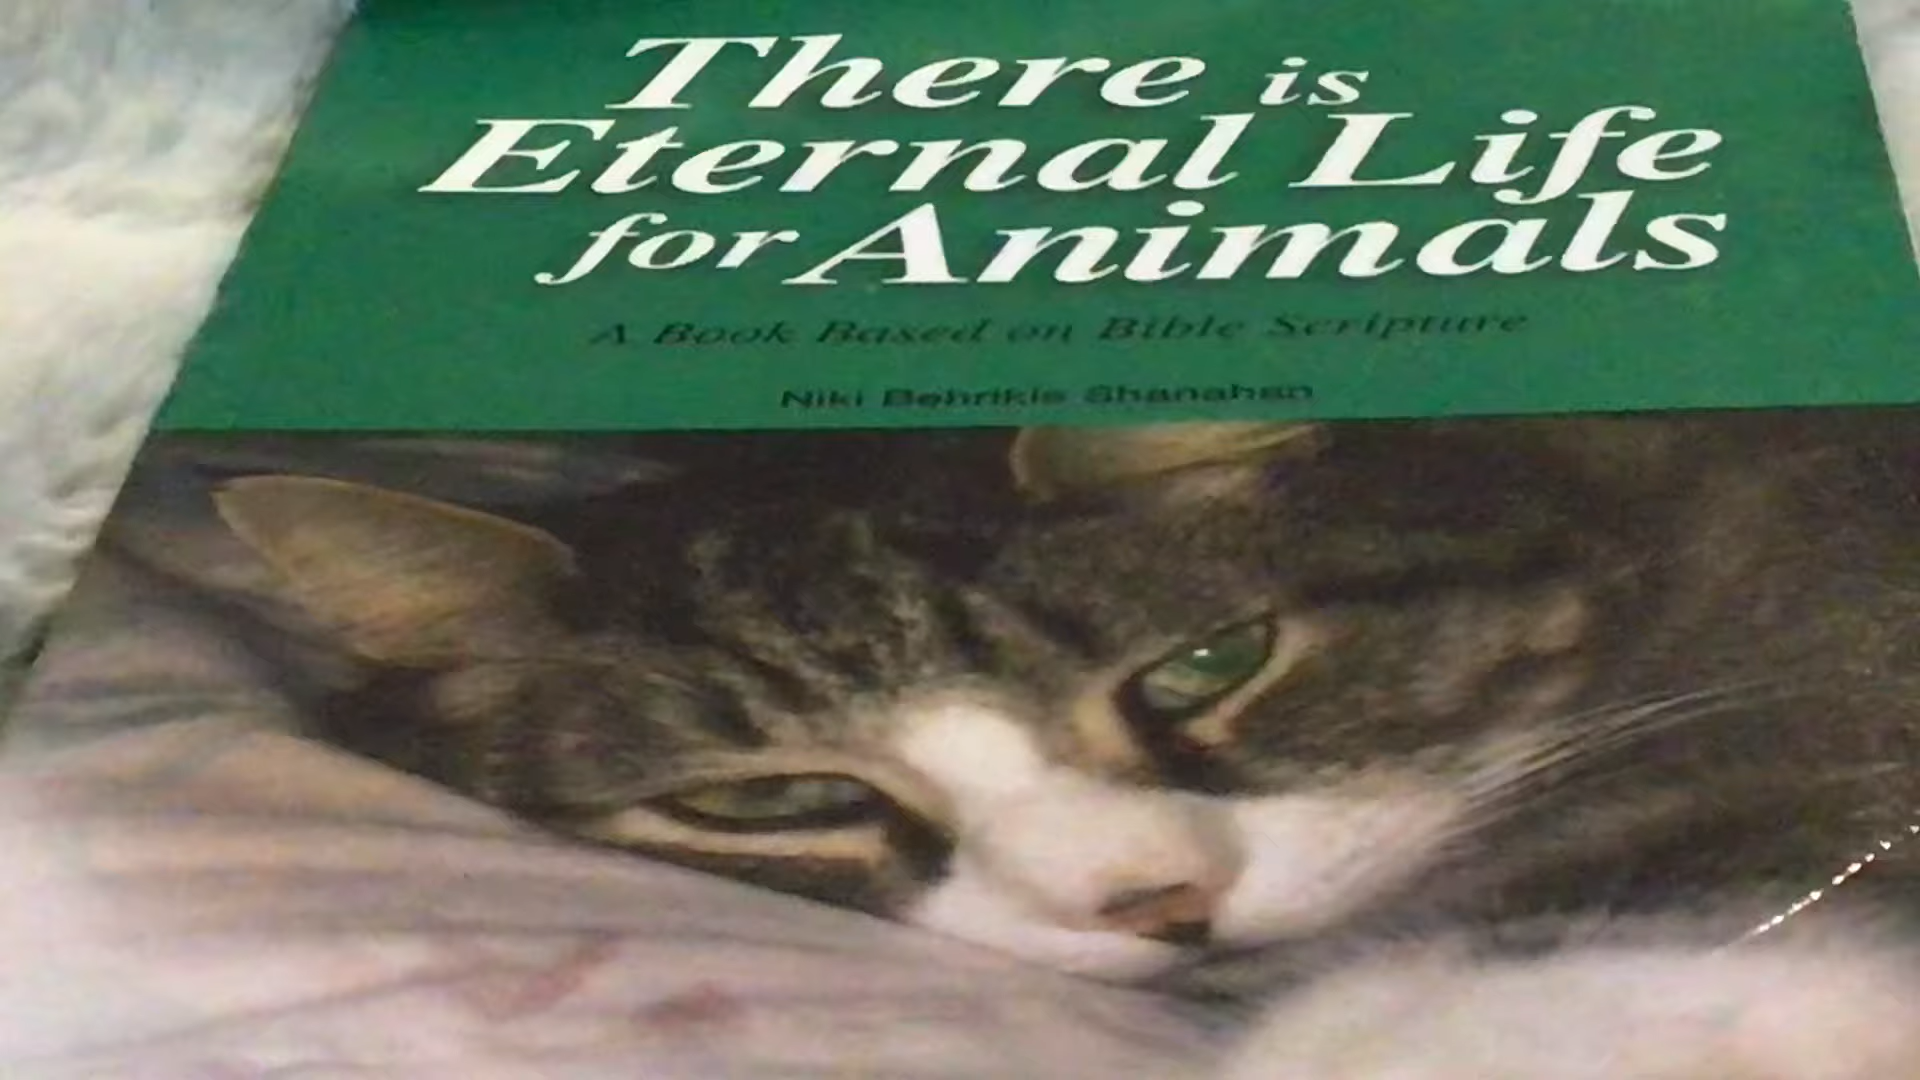 There is
Eternal Life
for Animals
A Book Based on Bible Scripture
Niki Behrikis Shanahan